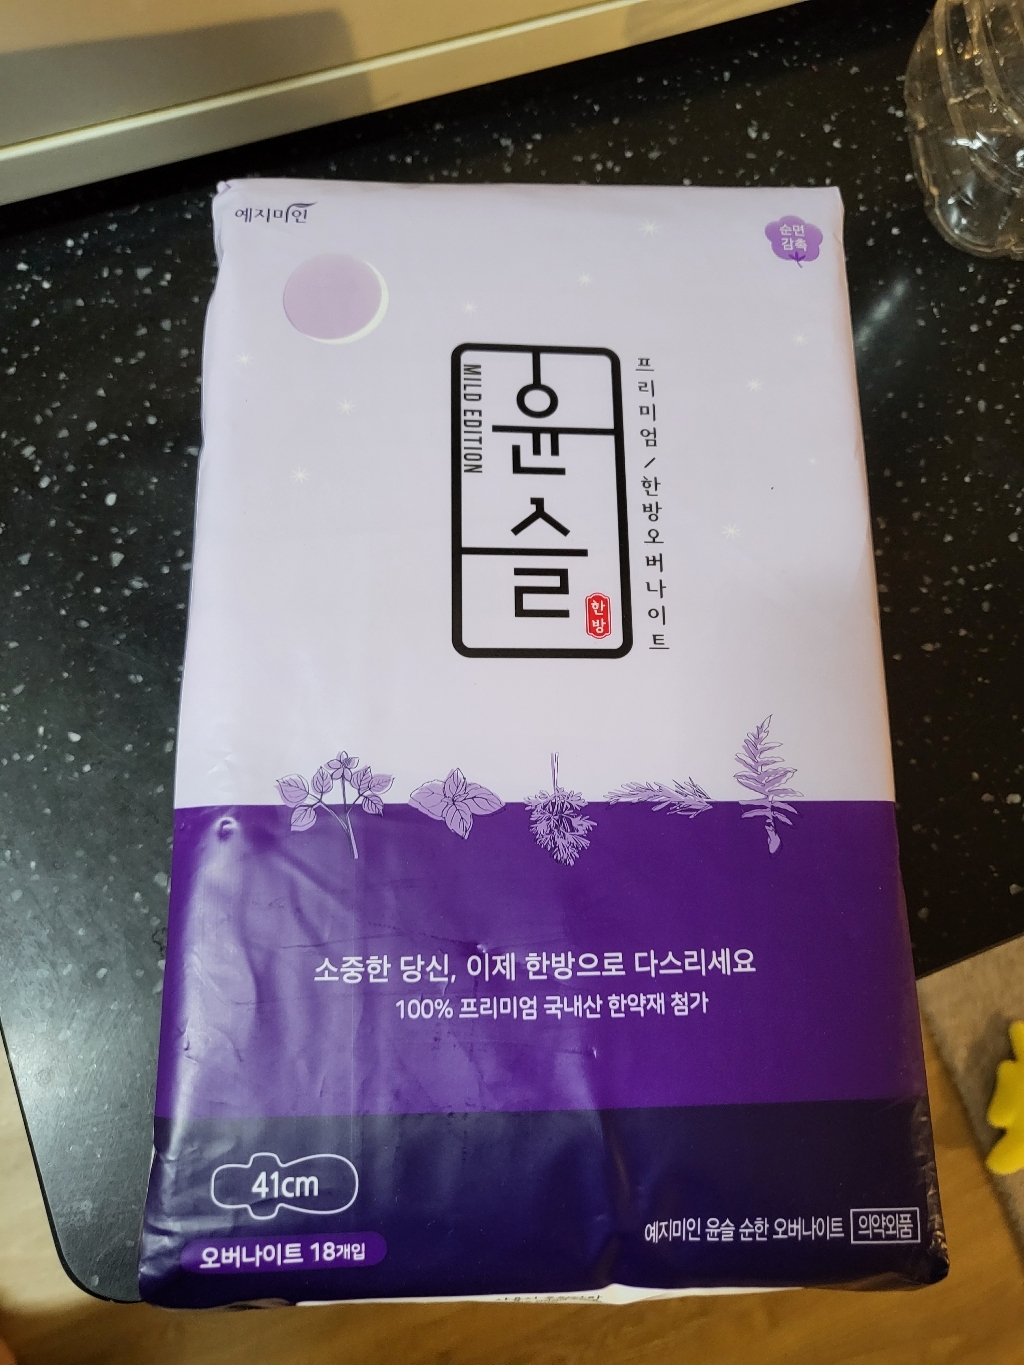 예지미인
순면
감촉
윤슬
MILD EDITION
프리미엄/한방오버나이트
한방
소중한 당신, 이제 한방으로 다스리세요
100% 프리미엄 국내산 한약재 첨가
41cm
오버나이트 18개입
예지미인 윤슬 순한 오버나이트 의약외품